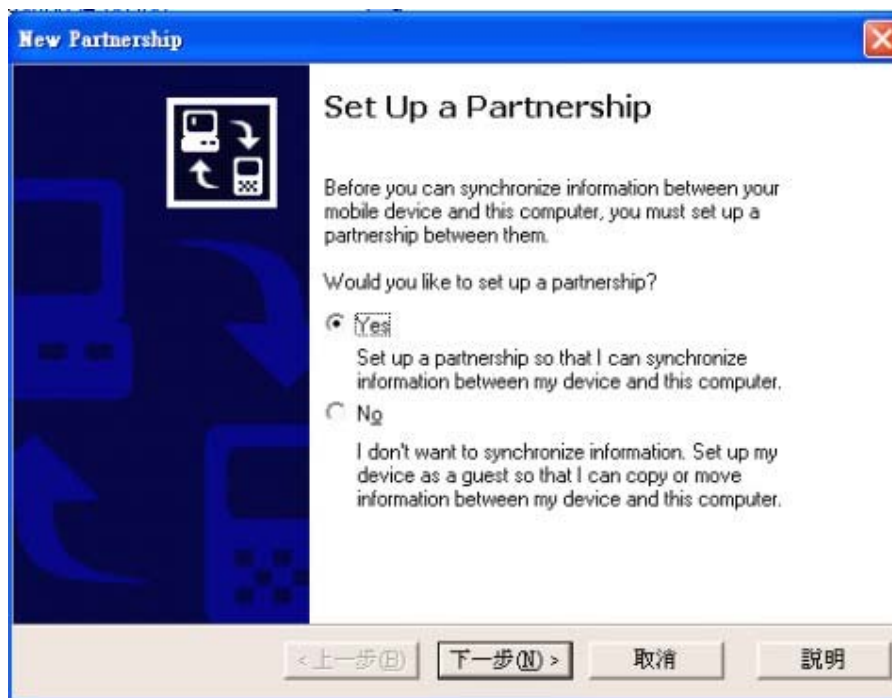 New Partnership
Set Up a Partnership
Before you can synchronize information between your
mobile device and this computer, you must set up a
partnership between them.
Would you like to set up a partnership?
Yes
Set up a partnership so that I can synchronize
information between my device and this computer.
No
I don't want to synchronize information. Set up my
device as a guest so that I can copy or move
information between my device and this computer.
<上一步(B) 下一步(N) > 取消 說明